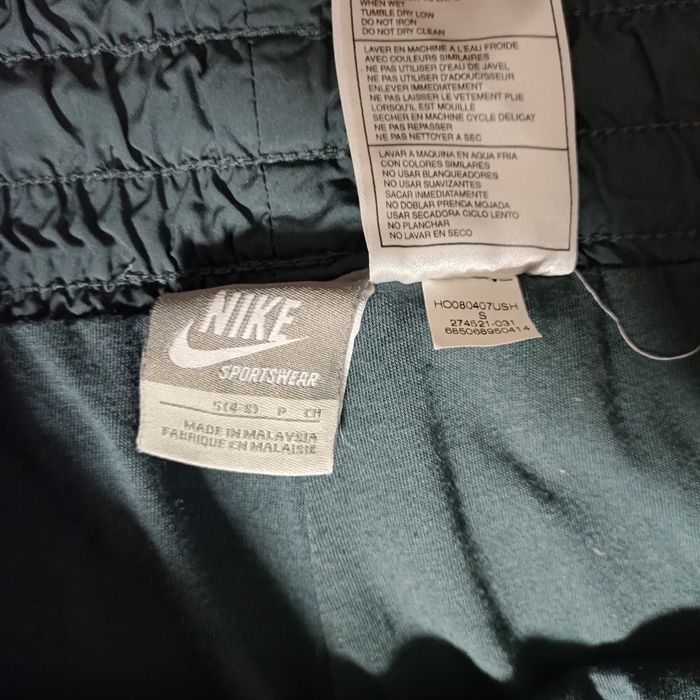 WHEN WET
TUMBLE DRY LOW
DO NOT IRON
DO NOT DRY CLEAN
LAVER EN MACHINE A L'EAU FROIDE
AVEC COULEURS SIMILAIRES
NE PAS UTILISER D'EAU DE JAVEL
NE PAS UTILISER D'ADOUCISSEUR
ENLEVER IMMEDIATEMENT
NE PAS LAISSER LE VETEMENT PLIE
LORSQU'IL EST MOUILLE
SECHER EN MACHINE CYCLE DELICAT
NE PAS REPASSER
NE PAS NETTOYER A SEC
LAVAR A MAQUINA EN AGUA FRIA
CON COLORES SIMILARES
NO USAR BLANQUEADORES
NO USAR SUAVIZANTES
SACAR INMEDIATAMENTE
NO DOBLAR PRENDA MOJADA
USAR SECADORA CICLO LENTO
NO PLANCHAR
NO LAVAR EN SECO
NIKE
SPORTSWEAR
S(4-6) P CH
MADE IN MALAYSIA
FABRIQUE EN MALAISIE
HO080407USH
S
274521-031
685068950414